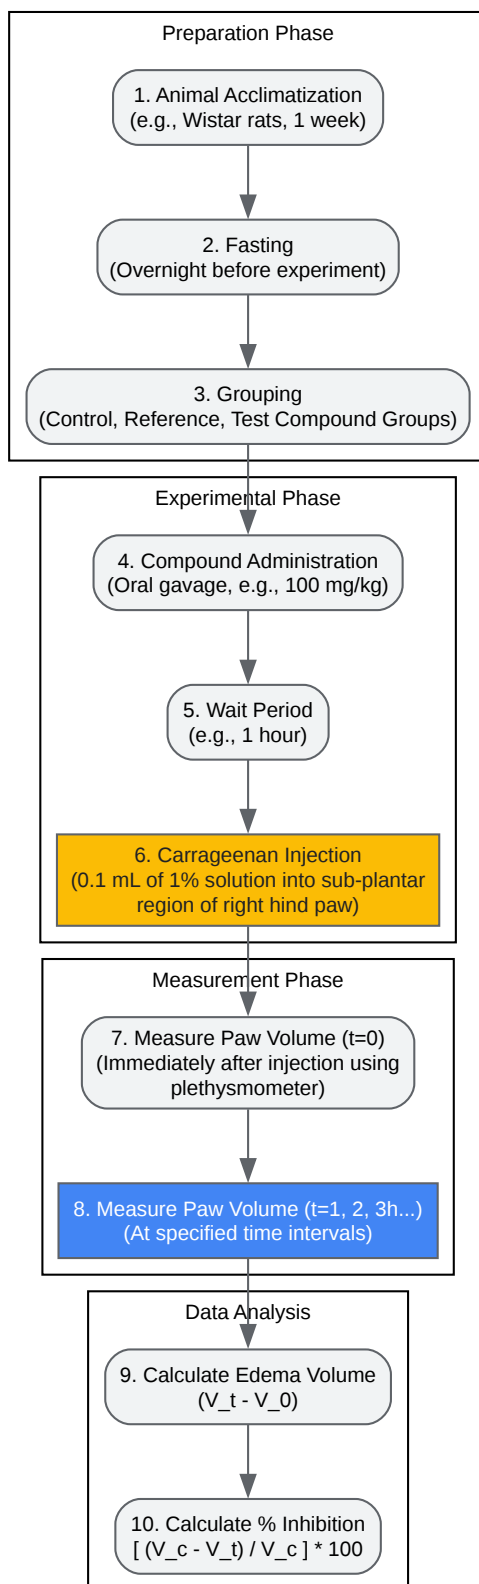 Preparation Phase
1. Animal Acclimatization
(e.g., Wistar rats, 1 week)
2. Fasting
(Overnight before experiment)
3. Grouping
(Control, Reference, Test Compound Groups)
Experimental Phase
4. Compound Administration
(Oral gavage, e.g., 100 mg/kg)
5. Wait Period
(e.g., 1 hour)
6. Carrageenan Injection
(0.1 mL of 1% solution into sub-plantar
region of right hind paw)
Measurement Phase
7. Measure Paw Volume (t=0)
(Immediately after injection using
plethysmometer)
8. Measure Paw Volume (t=1, 2, 3h...)
(At specified time intervals)
Data Analysis
9. Calculate Edema Volume
(V_t - V_0)
10. Calculate % Inhibition
[ (V_c - V_t) / V_c ] * 100